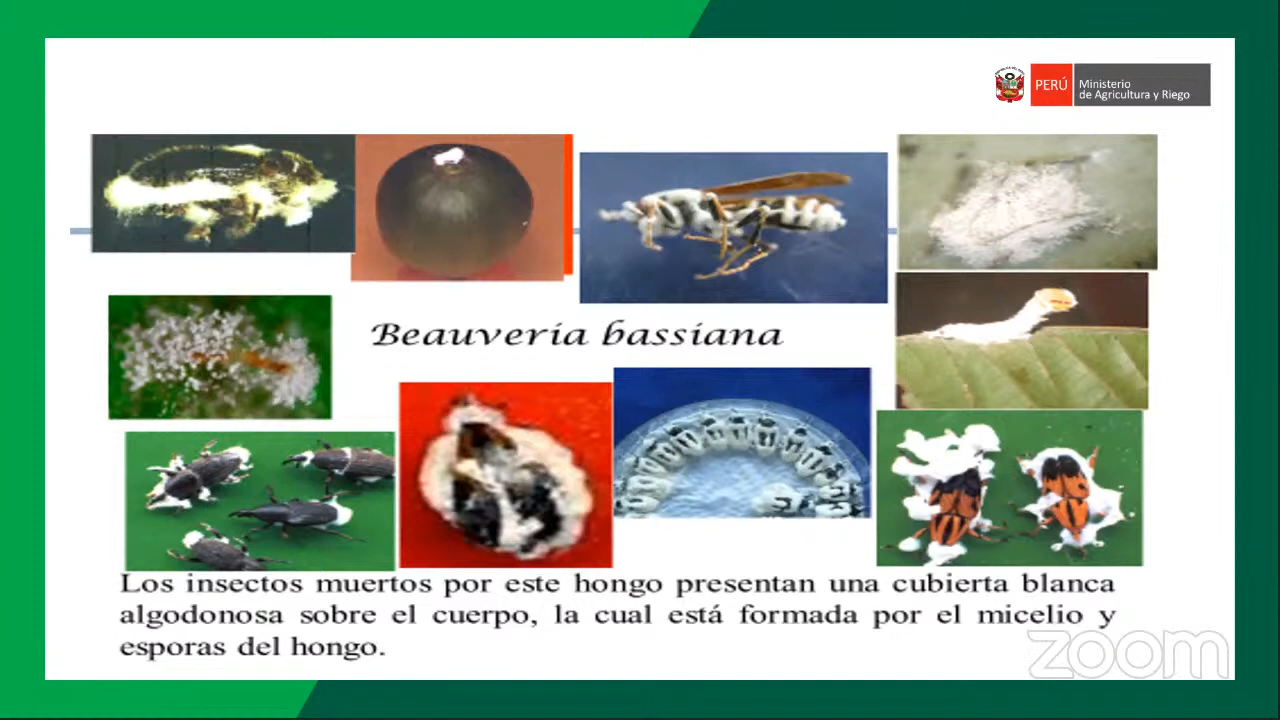 PERÚ
Ministerio
de Agricultura y Riego
Beauveria bassiana
Los insectos muertos por este hongo presentan una cubierta blanca
algodonosa sobre el cuerpo, la cual está formada por el micelio y
esporas del hongo.
zoom